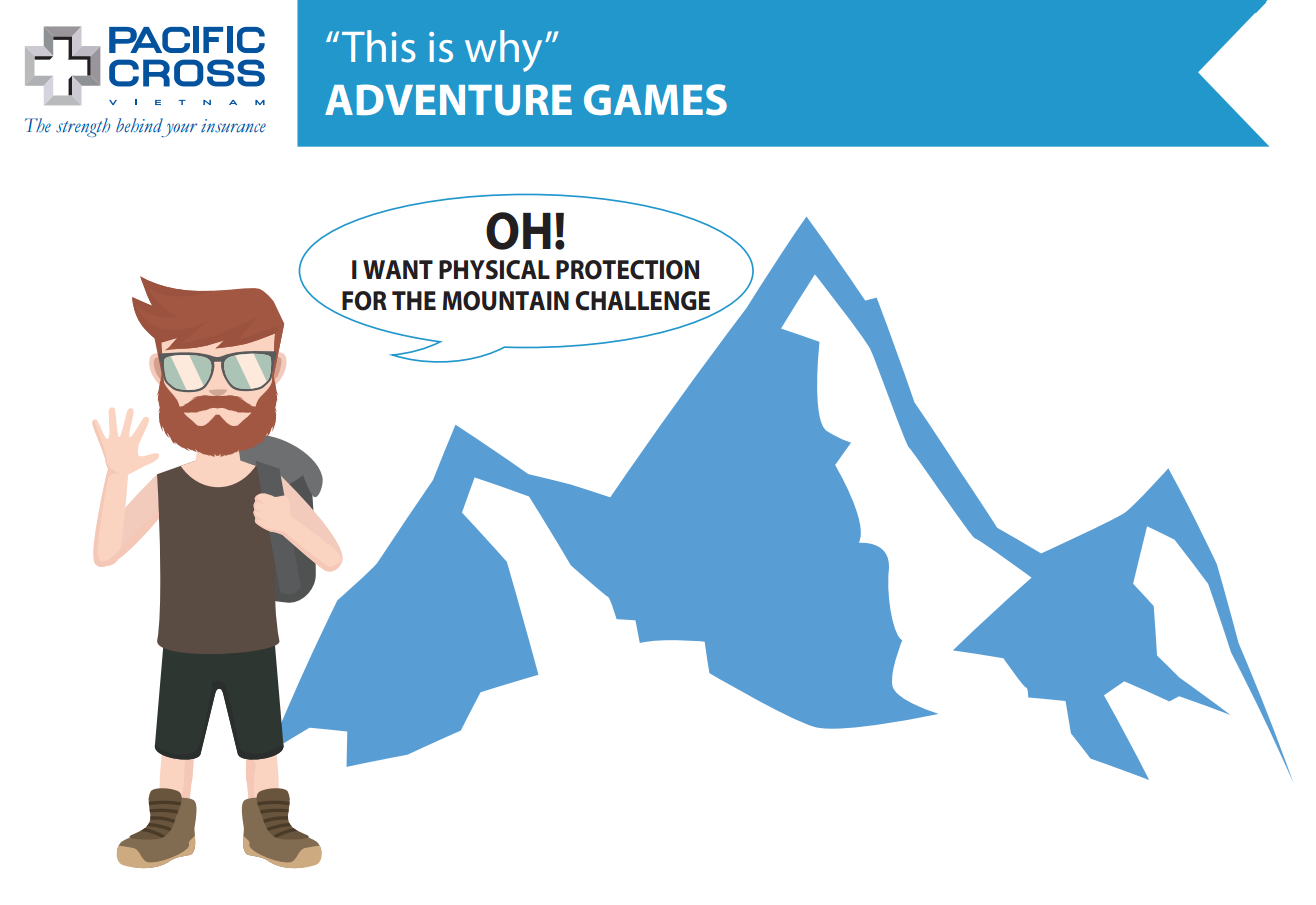 PACIFIC
CROSS
VIETNAM
The strength behind your insurance
“This is why”
ADVENTURE GAMES
OH!
I WANT PHYSICAL PROTECTION
FOR THE MOUNTAIN CHALLENGE